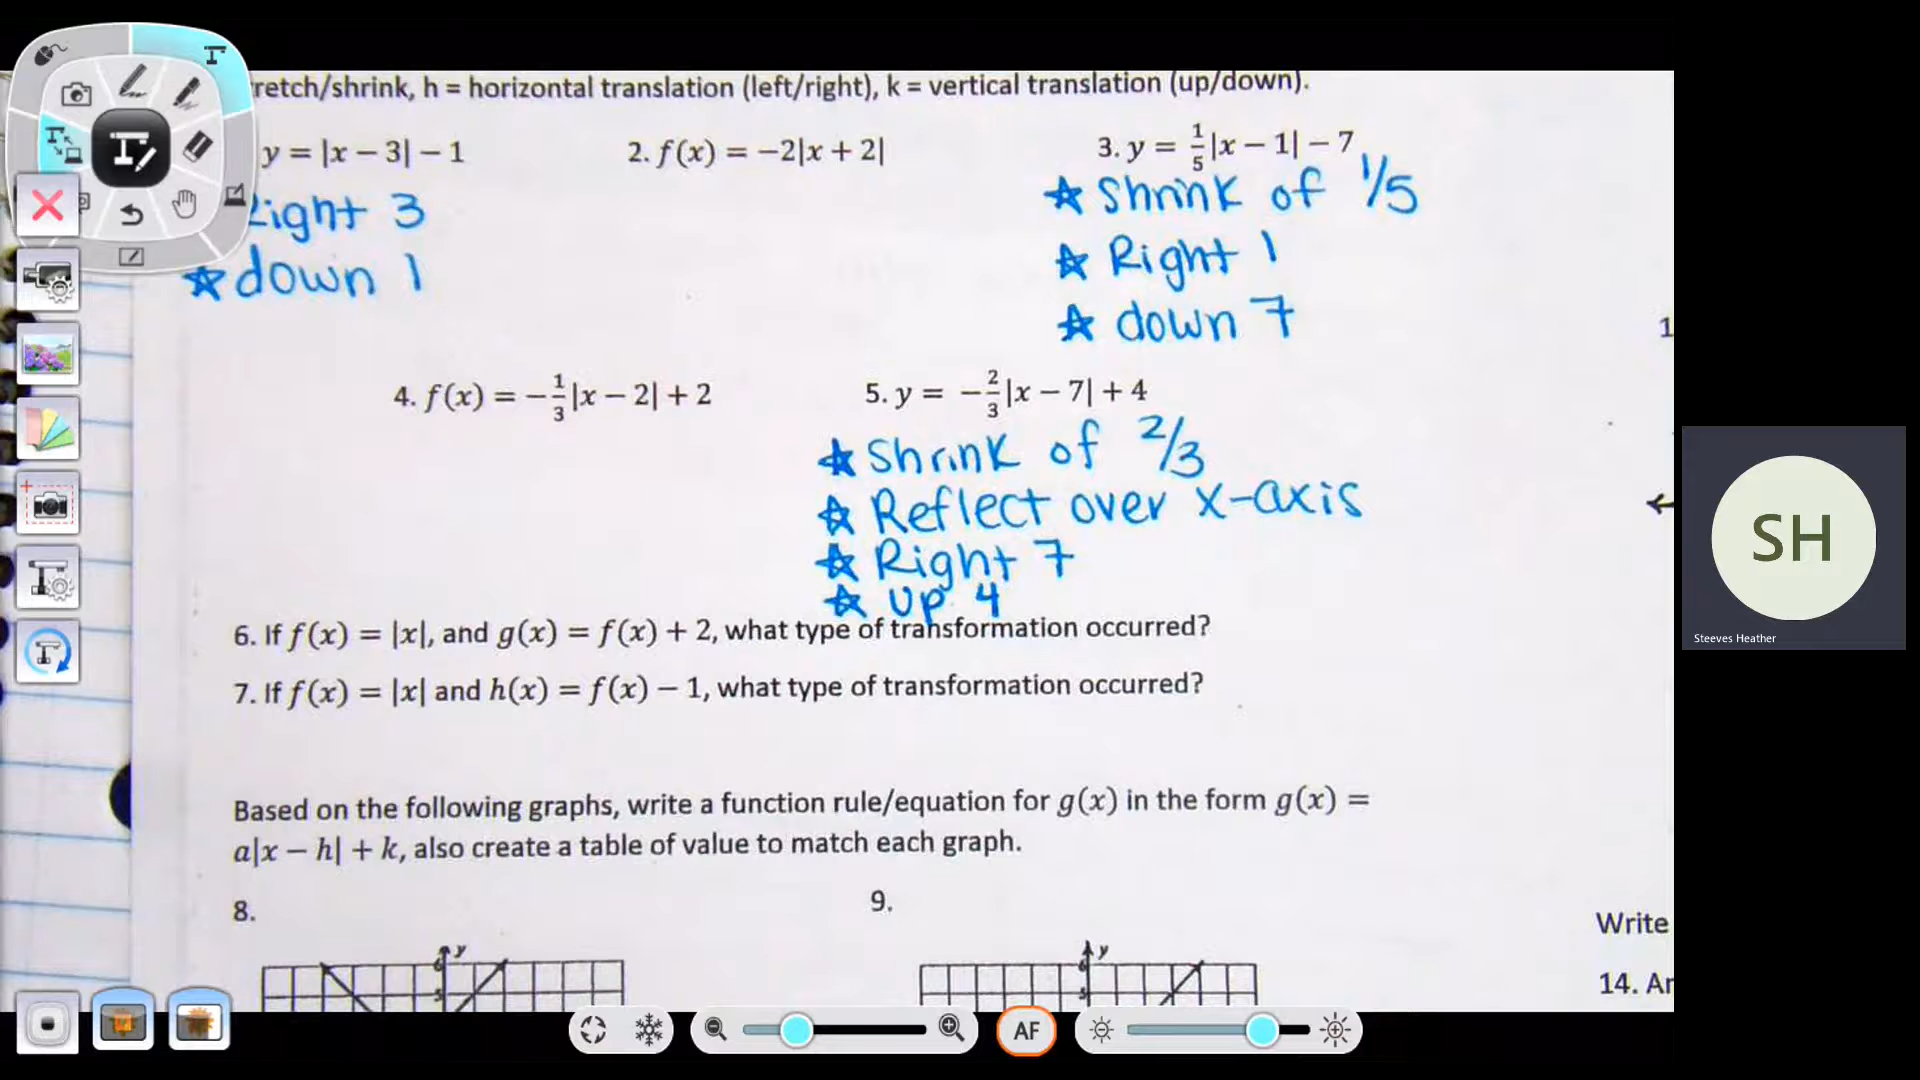 retch/shrink, h = horizontal translation (left/right), k = vertical translation (up/down).
y = |x − 3| − 1
2. f(x) = −2|x + 2|
3. y = 1/5|x − 1| − 7
Right 3
☆ down 1
☆ Shrink of 1/5
☆ Right 1
☆ down 7
1
4. f(x) = −1/3|x − 2| + 2
5. y = −2/3|x − 7| + 4
☆ Shrink of 2/3
☆ Reflect over x-axis
☆ Right 7
☆ Up 4
6. If f(x) = |x|, and g(x) = f(x) + 2, what type of transformation occurred?
7. If f(x) = |x| and h(x) = f(x) − 1, what type of transformation occurred?
Based on the following graphs, write a function rule/equation for g(x) in the form g(x) =
a|x − h| + k, also create a table of value to match each graph.
8.
9.
y
6
5
y
6
5
Write
14. Ar
SH
Steeves Heather
AF